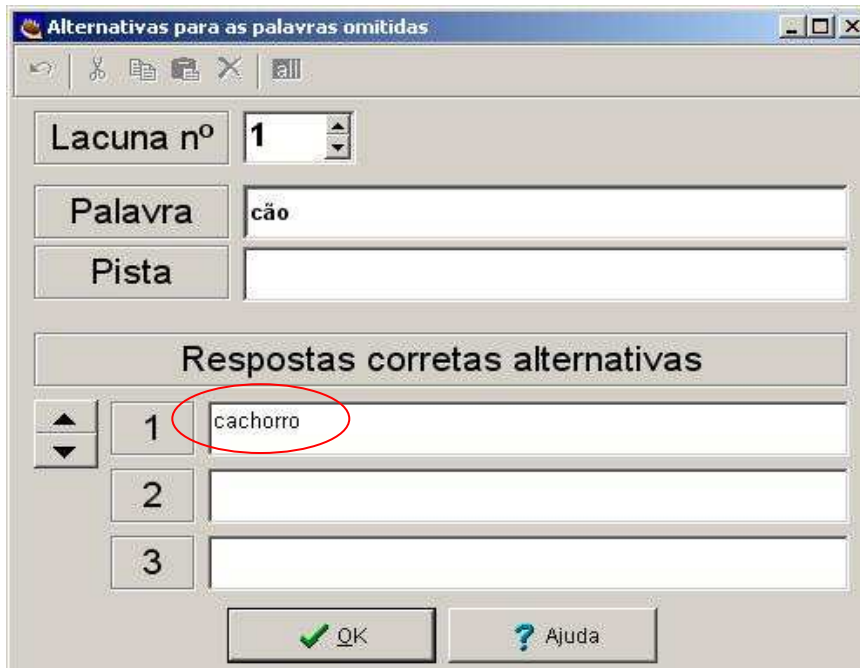 Alternativas para as palavras omitidas
all
Lacuna nº 1
Palavra cão
Pista
Respostas corretas alternativas
1 cachorro
2
3
OK Ajuda